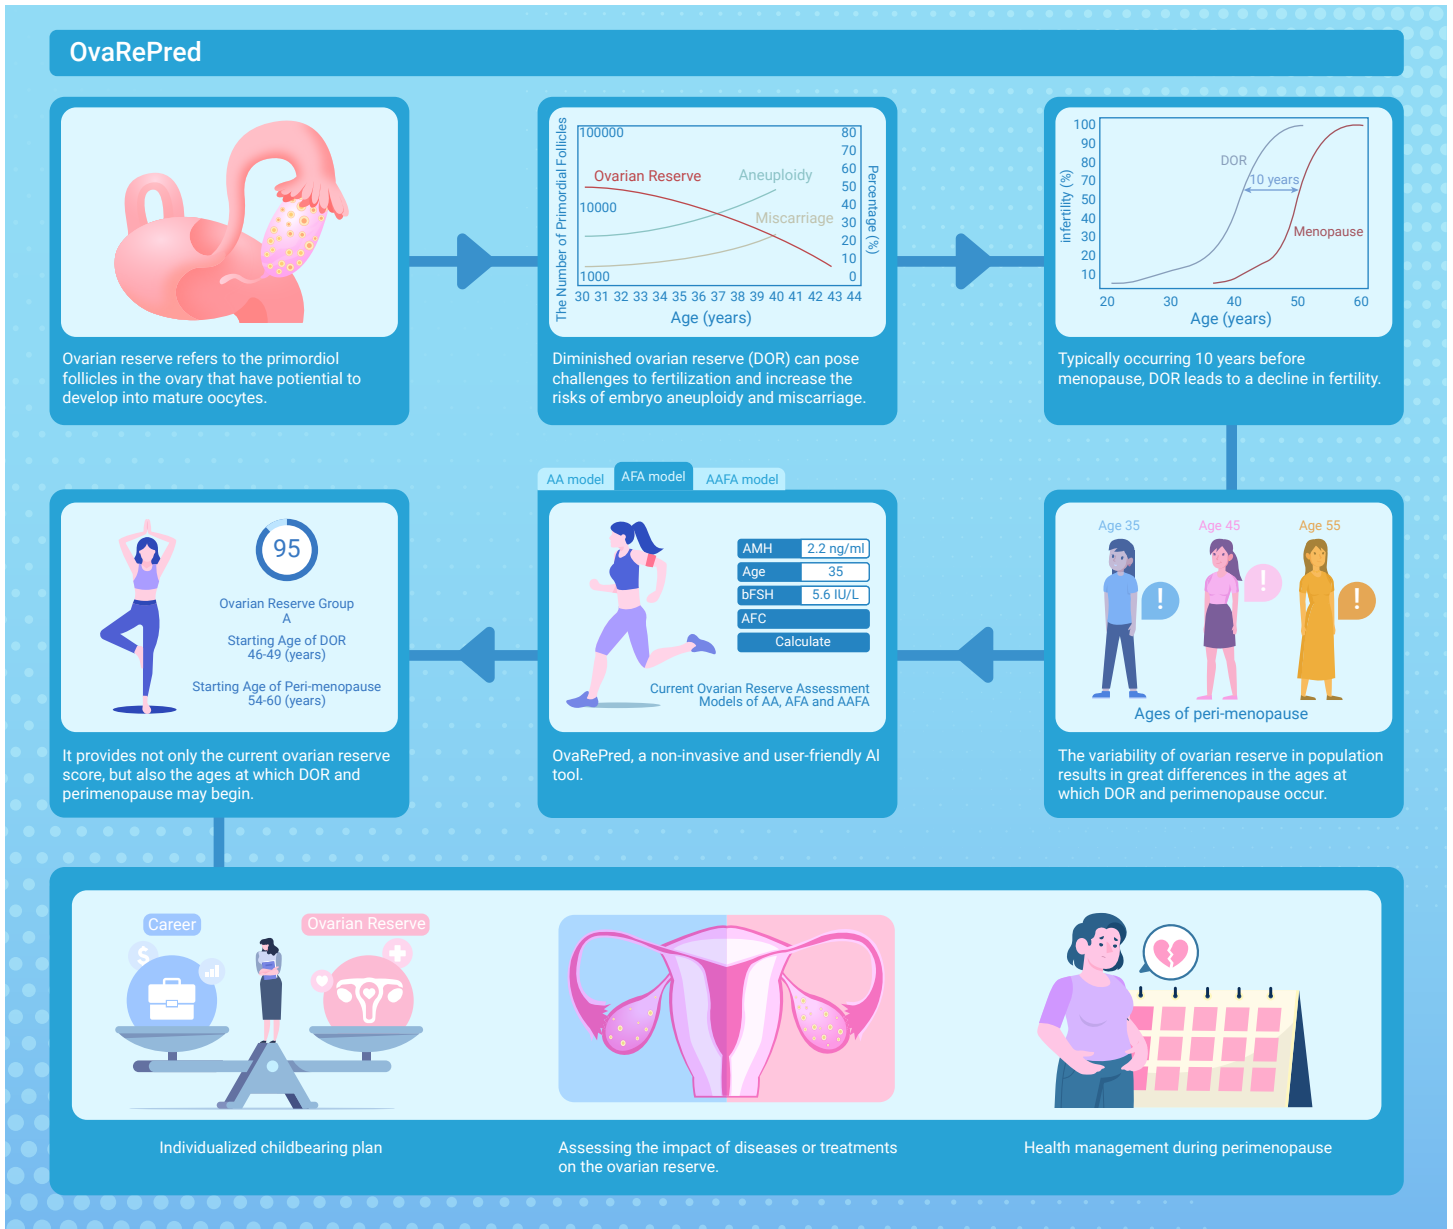 OvaRePred
100000
10000
1000
The Number of Primordial Follicles
Ovarian Reserve
Aneuploidy
Miscarriage
80
70
60
50
40
30
20
10
0
Percentage (%)
30 31 32 33 34 35 36 37 38 39 40 41 42 43 44
Age (years)
100
90
80
70
50
40
30
20
10
infertility (%)
DOR
10 years
Menopause
20 30 40 50 60
Age (years)
Ovarian reserve refers to the primordiol
follicles in the ovary that have potiential to
develop into mature oocytes.
Diminished ovarian reserve (DOR) can pose
challenges to fertilization and increase the
risks of embryo aneuploidy and miscarriage.
Typically occurring 10 years before
menopause, DOR leads to a decline in fertility.
95
Ovarian Reserve Group
A
Starting Age of DOR
46-49 (years)
Starting Age of Peri-menopause
54-60 (years)
It provides not only the current ovarian reserve
score, but also the ages at which DOR and
perimenopause may begin.
AA model AFA model AAFA model
AMH 2.2 ng/ml
Age 35
bFSH 5.6 IU/L
AFC
Calculate
Current Ovarian Reserve Assessment
Models of AA, AFA and AAFA
OvaRePred, a non-invasive and user-friendly AI
tool.
Age 35 Age 45 Age 55
! ! !
Ages of peri-menopause
The variability of ovarian reserve in population
results in great differences in the ages at
which DOR and perimenopause occur.
Career
$
Ovarian Reserve
Individualized childbearing plan
Assessing the impact of diseases or treatments
on the ovarian reserve.
Health management during perimenopause